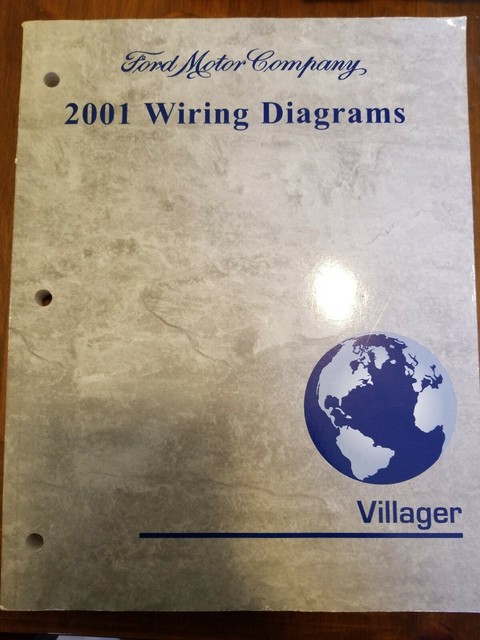 Ford Motor Company
2001 Wiring Diagrams
Villager